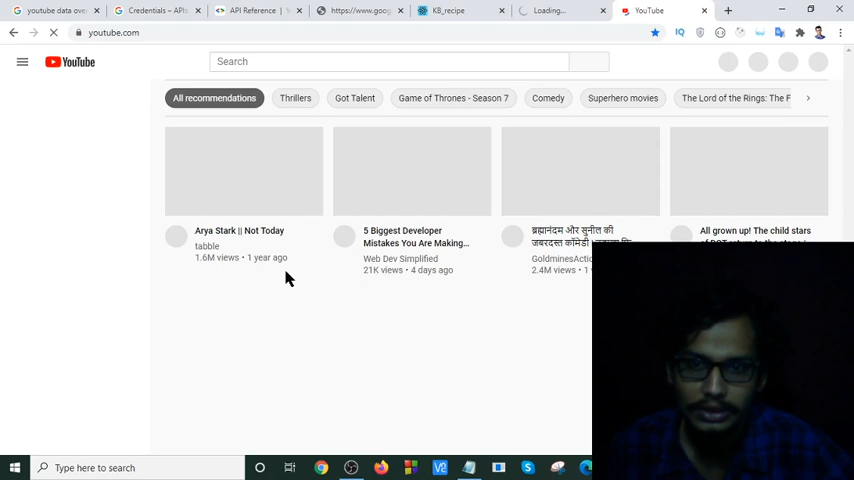 youtube data over
Credentials – APIs
API Reference |
https://www.goog
KB_recipe
Loading...
YouTube
youtube.com
YouTube
Search
All recommendations
Thrillers
Got Talent
Game of Thrones - Season 7
Comedy
Superhero movies
The Lord of the Rings: The F
Arya Stark || Not Today
tabble
1.6M views • 1 year ago
5 Biggest Developer
Mistakes You Are Making...
Web Dev Simplified
21K views • 4 days ago
ब्रह्मानंदम और सुनील की
जबरदस्त कॉमेडी
GoldminesActio
2.4M views • 1
All grown up! The child stars
Type here to search